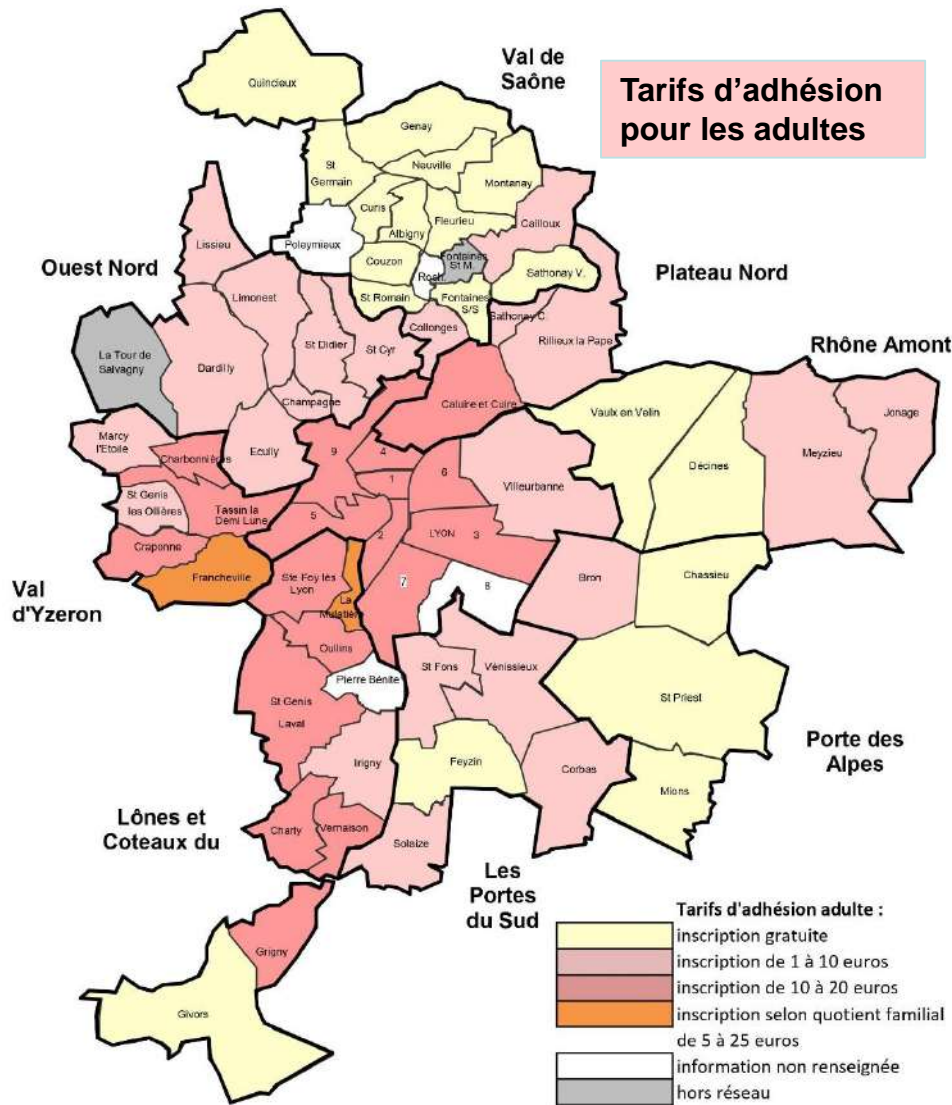 Val de
Saône
Tarifs d'adhésion
pour les adultes
Quincieux
Genay
Neuville
St
Germain
Montanay
Curis
Albigny
Fleurieu
Cailloux
Lissieu
Poleymieux
Ouest Nord
Couzon
Roch.
Fontaines
St M.
Sathonay V.
Plateau Nord
Limonest
St Romain
Fontaines
S/S
Sathonay C.
Collonges
Rillieux la Pape
La Tour de
Salvagny
Dardilly
St Didier
St Cyr
Rhône Amont
Champagne
Caluire et Cuire
Vaulx en Velin
Jonage
Marcy
l'Etoile
Charbonnières
Ecully
9
4
Meyzieu
Décines
1
6
Villeurbanne
St Genis
les Ollières
Tassin la
Demi Lune
5
2
LYON 3
Craponne
Francheville
Ste Foy lès
Lyon
La
Mulatière
7
8
Bron
Chassieu
Val
d'Yzeron
Oullins
Pierre Bénite
St Fons
Vénissieux
St Genis
Laval
St Priest
Irigny
Feyzin
Corbas
Porte des
Alpes
Mions
Lônes et
Coteaux du
Charly
Vernaison
Solaize
Les
Portes
du Sud
Grigny
Givors
Tarifs d'adhésion adulte :
inscription gratuite
inscription de 1 à 10 euros
inscription de 10 à 20 euros
inscription selon quotient familial
de 5 à 25 euros
information non renseignée
hors réseau